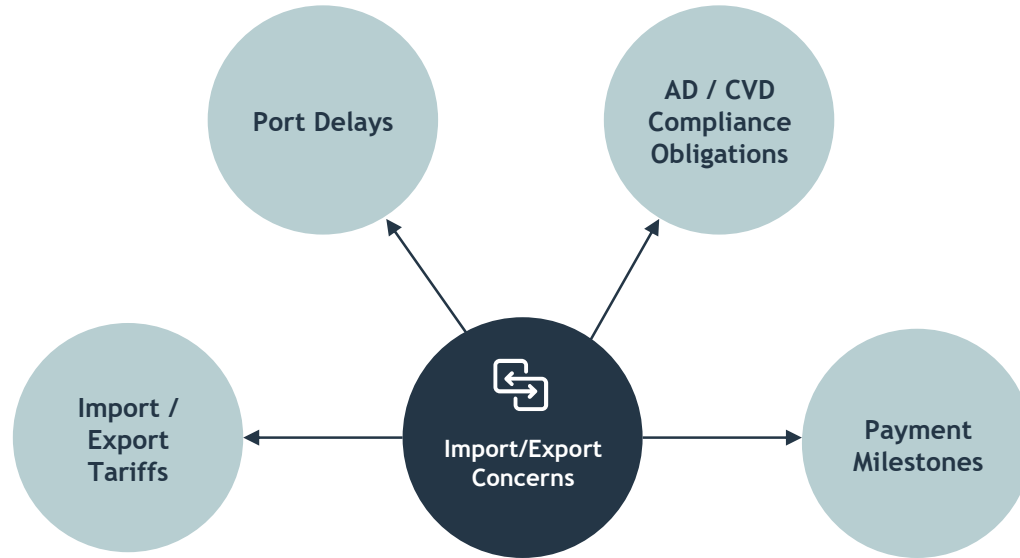 Port Delays
AD / CVD
Compliance
Obligations
Import /
Export
Tariffs
Import/Export
Concerns
Payment
Milestones